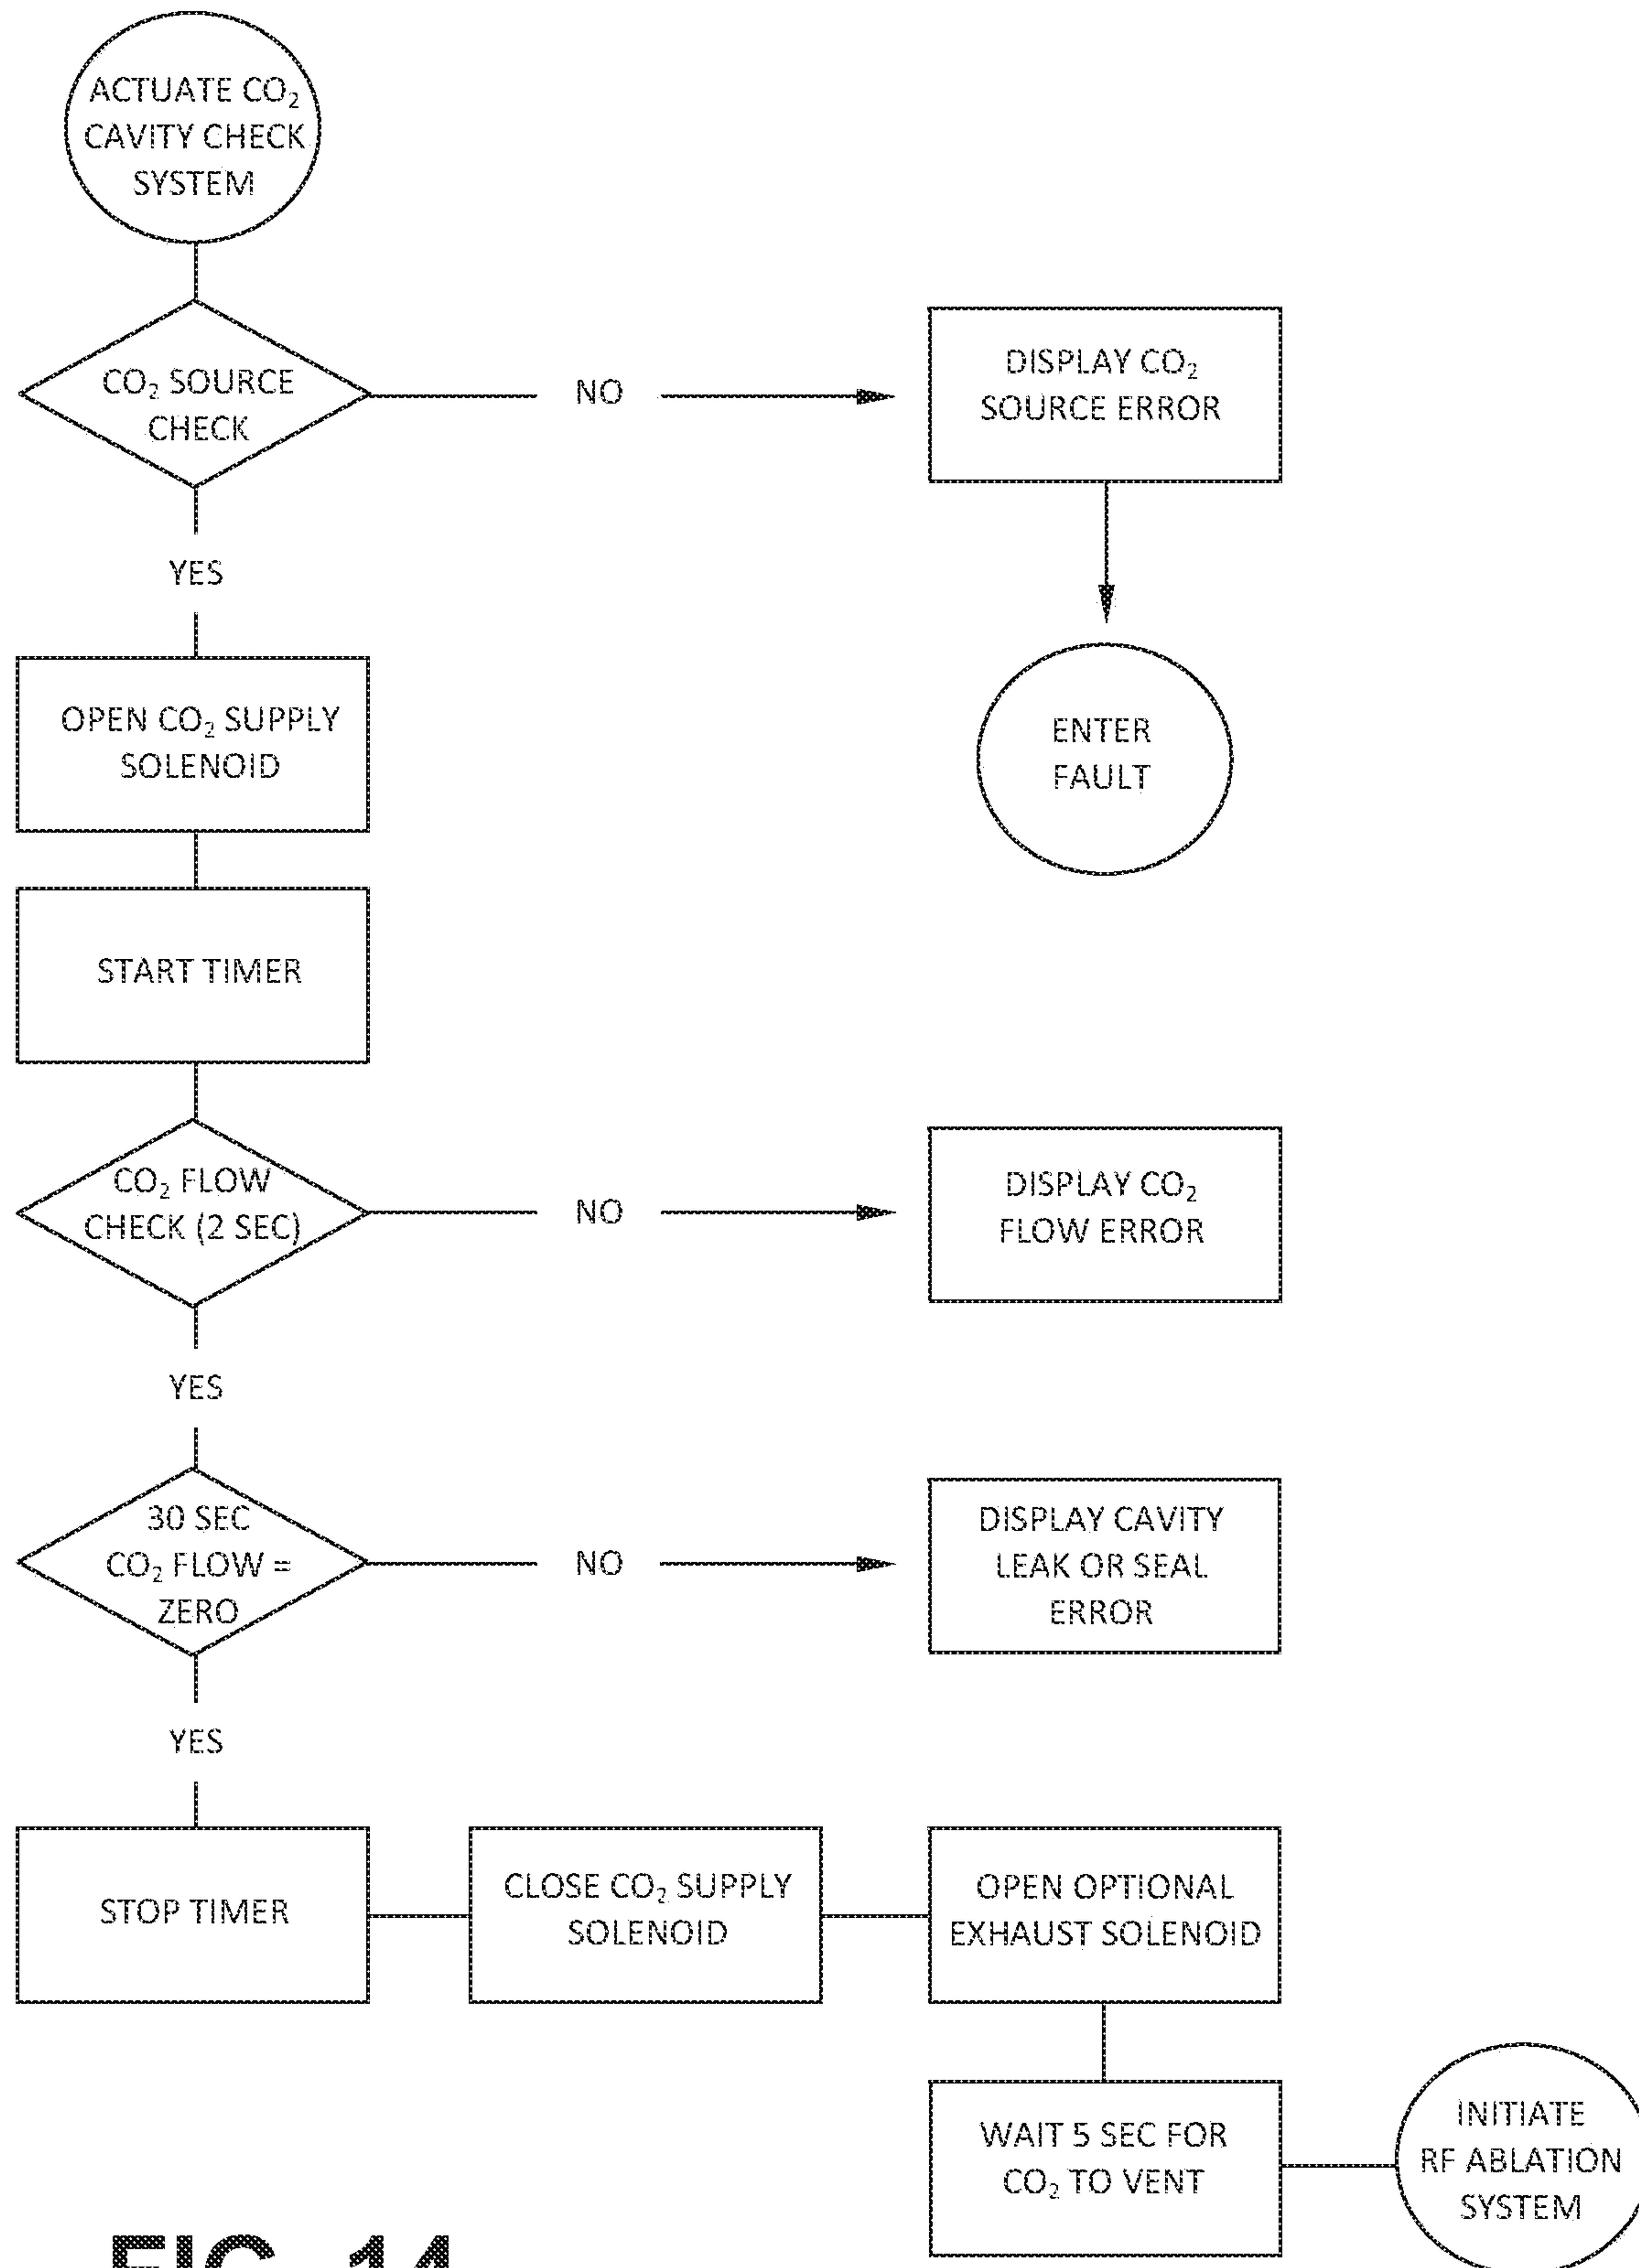 ACTUATE CO₂
CAVITY CHECK
SYSTEM
CO₂ SOURCE
CHECK
NO
DISPLAY CO₂
SOURCE ERROR
YES
ENTER
FAULT
OPEN CO₂ SUPPLY
SOLENOID
START TIMER
CO₂ FLOW
CHECK (2 SEC)
NO
DISPLAY CO₂
FLOW ERROR
YES
30 SEC
CO₂ FLOW =
ZERO
NO
DISPLAY CAVITY
LEAK OR SEAL
ERROR
YES
STOP TIMER
CLOSE CO₂ SUPPLY
SOLENOID
OPEN OPTIONAL
EXHAUST SOLENOID
WAIT 5 SEC FOR
CO₂ TO VENT
INITIATE
RF ABLATION
SYSTEM
FIG. 14